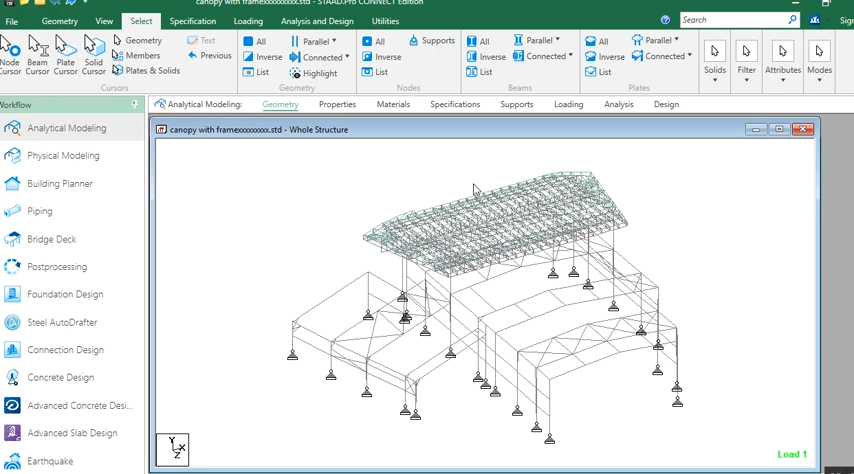 canopy with framexxxxxxxxx.std - STAAD.Pro CONNECT Edition
File Geometry View Select Specification Loading Analysis and Design Utilities Search
Node Cursor
Beam Cursor
Plate Cursor
Solid Cursor
Geometry
Members
Plates & Solids
Text
Previous
Cursors
All
Inverse
List
Parallel
Connected
Highlight
Geometry
All
Inverse
List
Supports
Nodes
All
Inverse
List
Parallel
Connected
Beams
All
Inverse
List
Parallel
Connected
Plates
Solids
Filter
Attributes
Modes
Workflow
Analytical Modeling: Geometry Properties Materials Specifications Supports Loading Analysis Design
Analytical Modeling
Physical Modeling
Building Planner
Piping
Bridge Deck
Postprocessing
Foundation Design
Steel AutoDrafter
Connection Design
Concrete Design
Advanced Concrete Desi...
Advanced Slab Design
Earthquake
canopy with framexxxxxxxxx.std - Whole Structure
Y
X
Z
Load 1